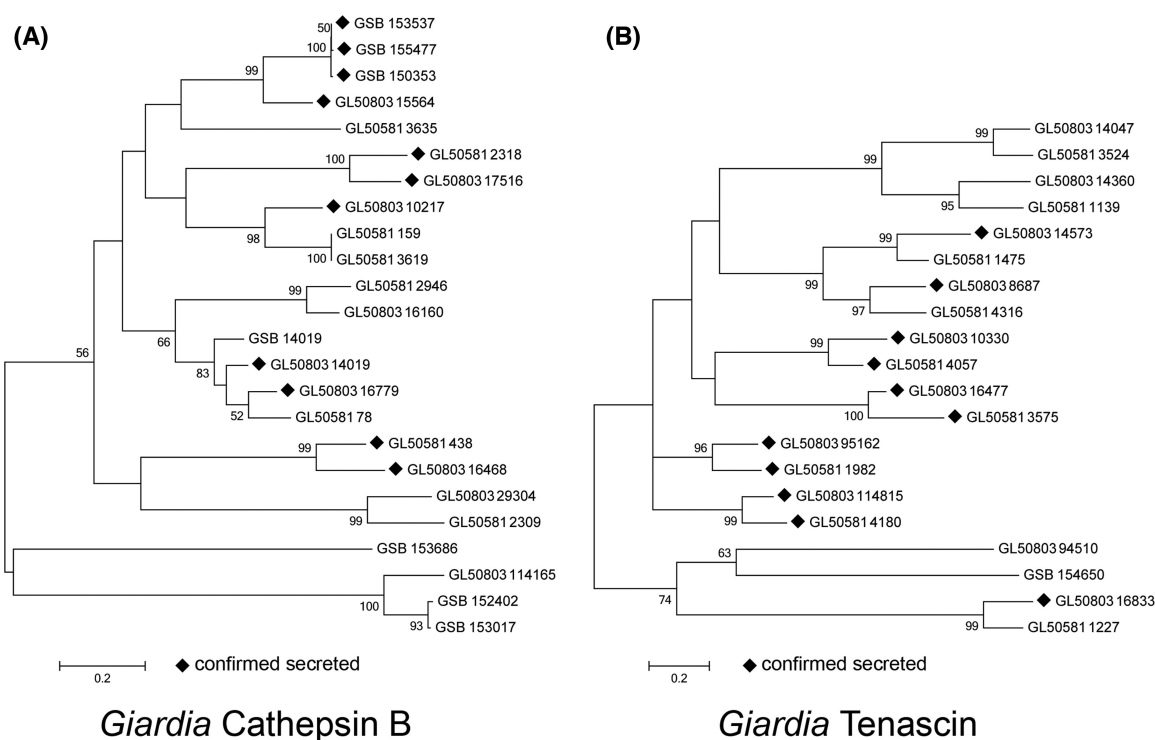 (A)
50
GSB 153537
100
GSB 155477
GSB 150353
99
GL50803 15564
GL50581 3635
GL50581 2318
100
GL50803 17516
GL50803 10217
98
GL50581 159
100
GL50581 3619
GL50581 2946
99
GL50803 16160
66
GSB 14019
83
GL50803 14019
GL50803 16779
52
GL50581 78
56
GL50581 438
99
GL50803 16468
GL50803 29304
99
GL50581 2309
GSB 153686
GL50803 114165
100
GSB 152402
93
GSB 153017
0.2
confirmed secreted
Giardia Cathepsin B
(B)
GL50803 14047
99
GL50581 3524
99
GL50803 14360
95
GL50581 1139
GL50803 14573
99
GL50581 1475
99
GL50803 8687
97
GL50581 4316
GL50803 10330
99
GL50581 4057
GL50803 16477
100
GL50581 3575
GL50803 95162
96
GL50581 1982
GL50803 114815
99
GL50581 4180
GL50803 94510
63
GSB 154650
74
GL50803 16833
99
GL50581 1227
0.2
confirmed secreted
Giardia Tenascin